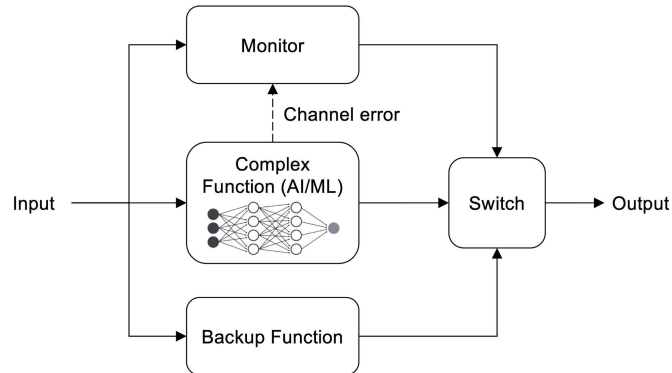 Monitor
Channel error
Complex
Function (AI/ML)
Input
Switch
Output
Backup Function